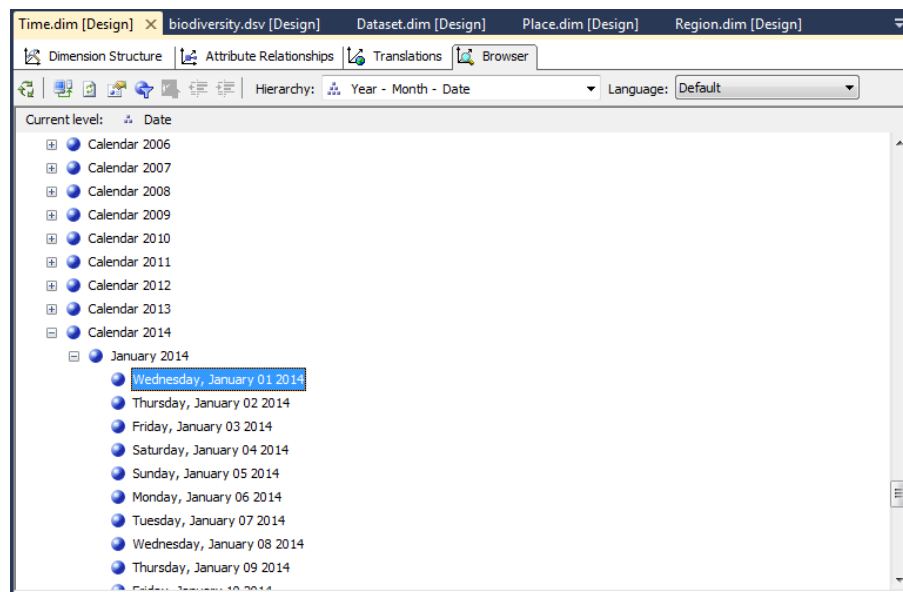 Time.dim [Design] biodiversity.dsv [Design] Dataset.dim [Design] Place.dim [Design] Region.dim [Design]
Dimension Structure Attribute Relationships Translations Browser
Hierarchy: Year - Month - Date Language: Default
Current level: Date
Calendar 2006
Calendar 2007
Calendar 2008
Calendar 2009
Calendar 2010
Calendar 2011
Calendar 2012
Calendar 2013
Calendar 2014
January 2014
Wednesday, January 01 2014
Thursday, January 02 2014
Friday, January 03 2014
Saturday, January 04 2014
Sunday, January 05 2014
Monday, January 06 2014
Tuesday, January 07 2014
Wednesday, January 08 2014
Thursday, January 09 2014
Friday, January 10 2014